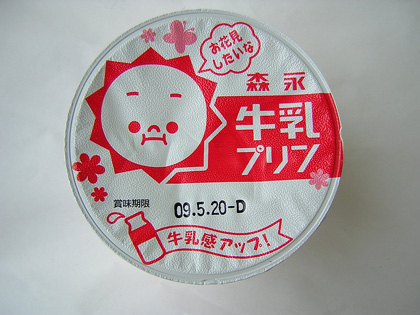 お花見
したいな
森永
牛乳
プリン
賞味期限
09.5.20-D
牛乳感アップ!